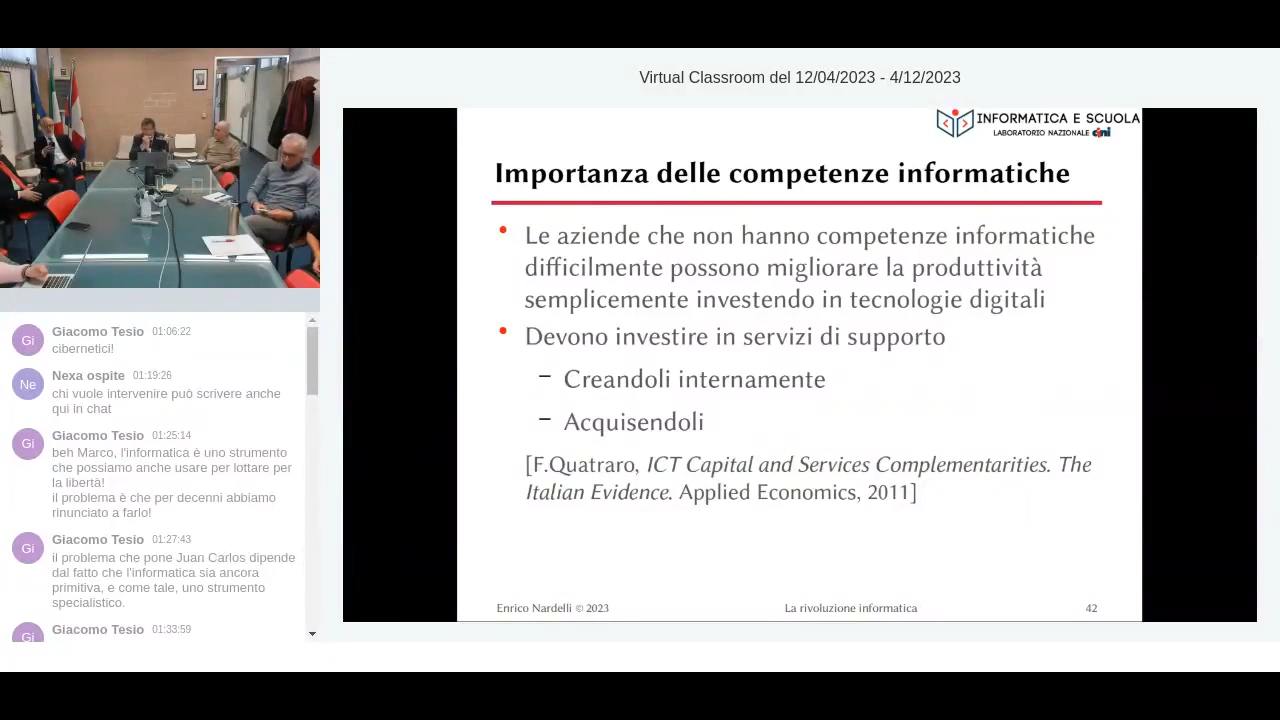 Virtual Classroom del 12/04/2023 - 4/12/2023
INFORMATICA E SCUOLA
LABORATORIO NAZIONALE cini
Importanza delle competenze informatiche
• Le aziende che non hanno competenze informatiche
difficilmente possono migliorare la produttività
semplicemente investendo in tecnologie digitali
• Devono investire in servizi di supporto
– Creandoli internamente
– Acquisendoli
[F.Quatraro, ICT Capital and Services Complementarities. The
Italian Evidence. Applied Economics, 2011]
Enrico Nardelli © 2023
La rivoluzione informatica
42
Gi
Giacomo Tesio 01:06:22
cibernetici!
Ne
Nexa ospite 01:19:26
chi vuole intervenire può scrivere anche
qui in chat
Gi
Giacomo Tesio 01:25:14
beh Marco, l'informatica è uno strumento
che possiamo anche usare per lottare per
la libertà!
il problema è che per decenni abbiamo
rinunciato a farlo!
Gi
Giacomo Tesio 01:27:43
il problema che pone Juan Carlos dipende
dal fatto che l'informatica sia ancora
primitiva, e come tale, uno strumento
specialistico.
Gi
Giacomo Tesio 01:33:59